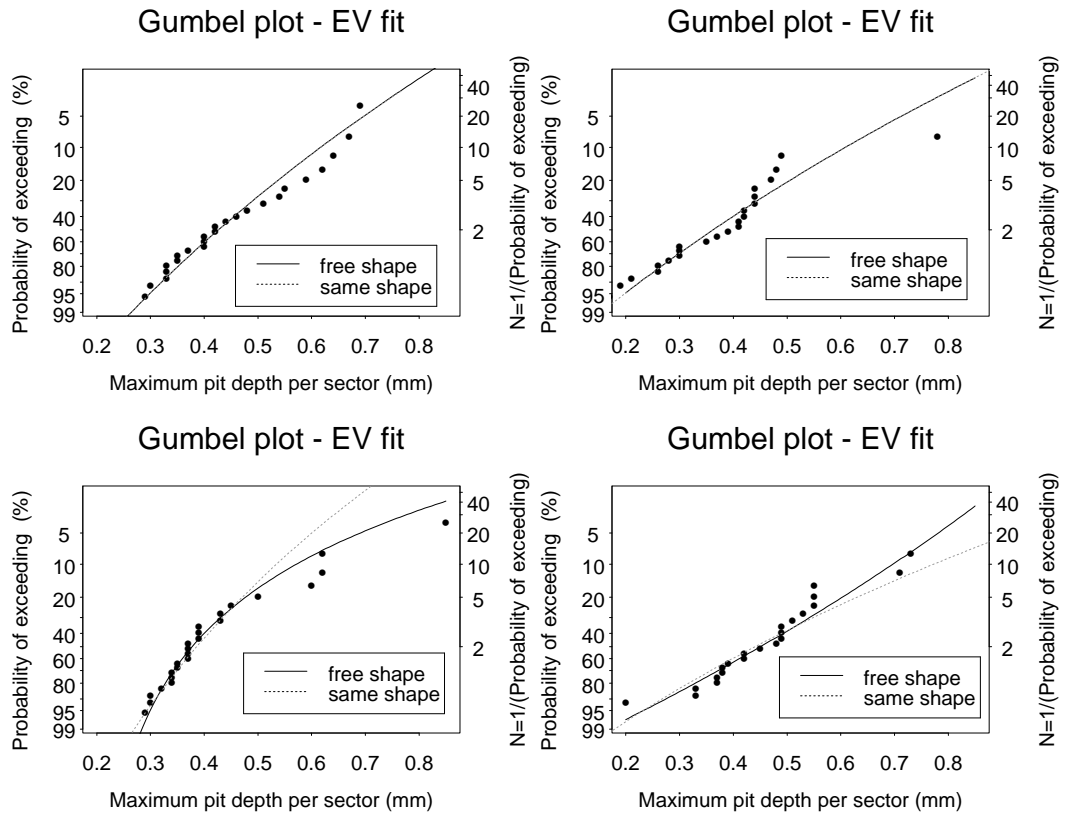 Gumbel plot - EV fit
Probability of exceeding (%)
5
10
20
40
60
80
95
99
40
20
10
5
2
N=1/(Probability of exceeding)
free shape
same shape
0.2 0.3 0.4 0.5 0.6 0.7 0.8
Maximum pit depth per sector (mm)
Gumbel plot - EV fit
Probability of exceeding (%)
5
10
20
40
60
80
95
99
40
20
10
5
2
N=1/(Probability of exceeding)
free shape
same shape
0.2 0.3 0.4 0.5 0.6 0.7 0.8
Maximum pit depth per sector (mm)
Gumbel plot - EV fit
Probability of exceeding (%)
5
10
20
40
60
80
95
99
40
20
10
5
2
N=1/(Probability of exceeding)
free shape
same shape
0.2 0.3 0.4 0.5 0.6 0.7 0.8
Maximum pit depth per sector (mm)
Gumbel plot - EV fit
Probability of exceeding (%)
5
10
20
40
60
80
95
99
40
20
10
5
2
N=1/(Probability of exceeding)
free shape
same shape
0.2 0.3 0.4 0.5 0.6 0.7 0.8
Maximum pit depth per sector (mm)